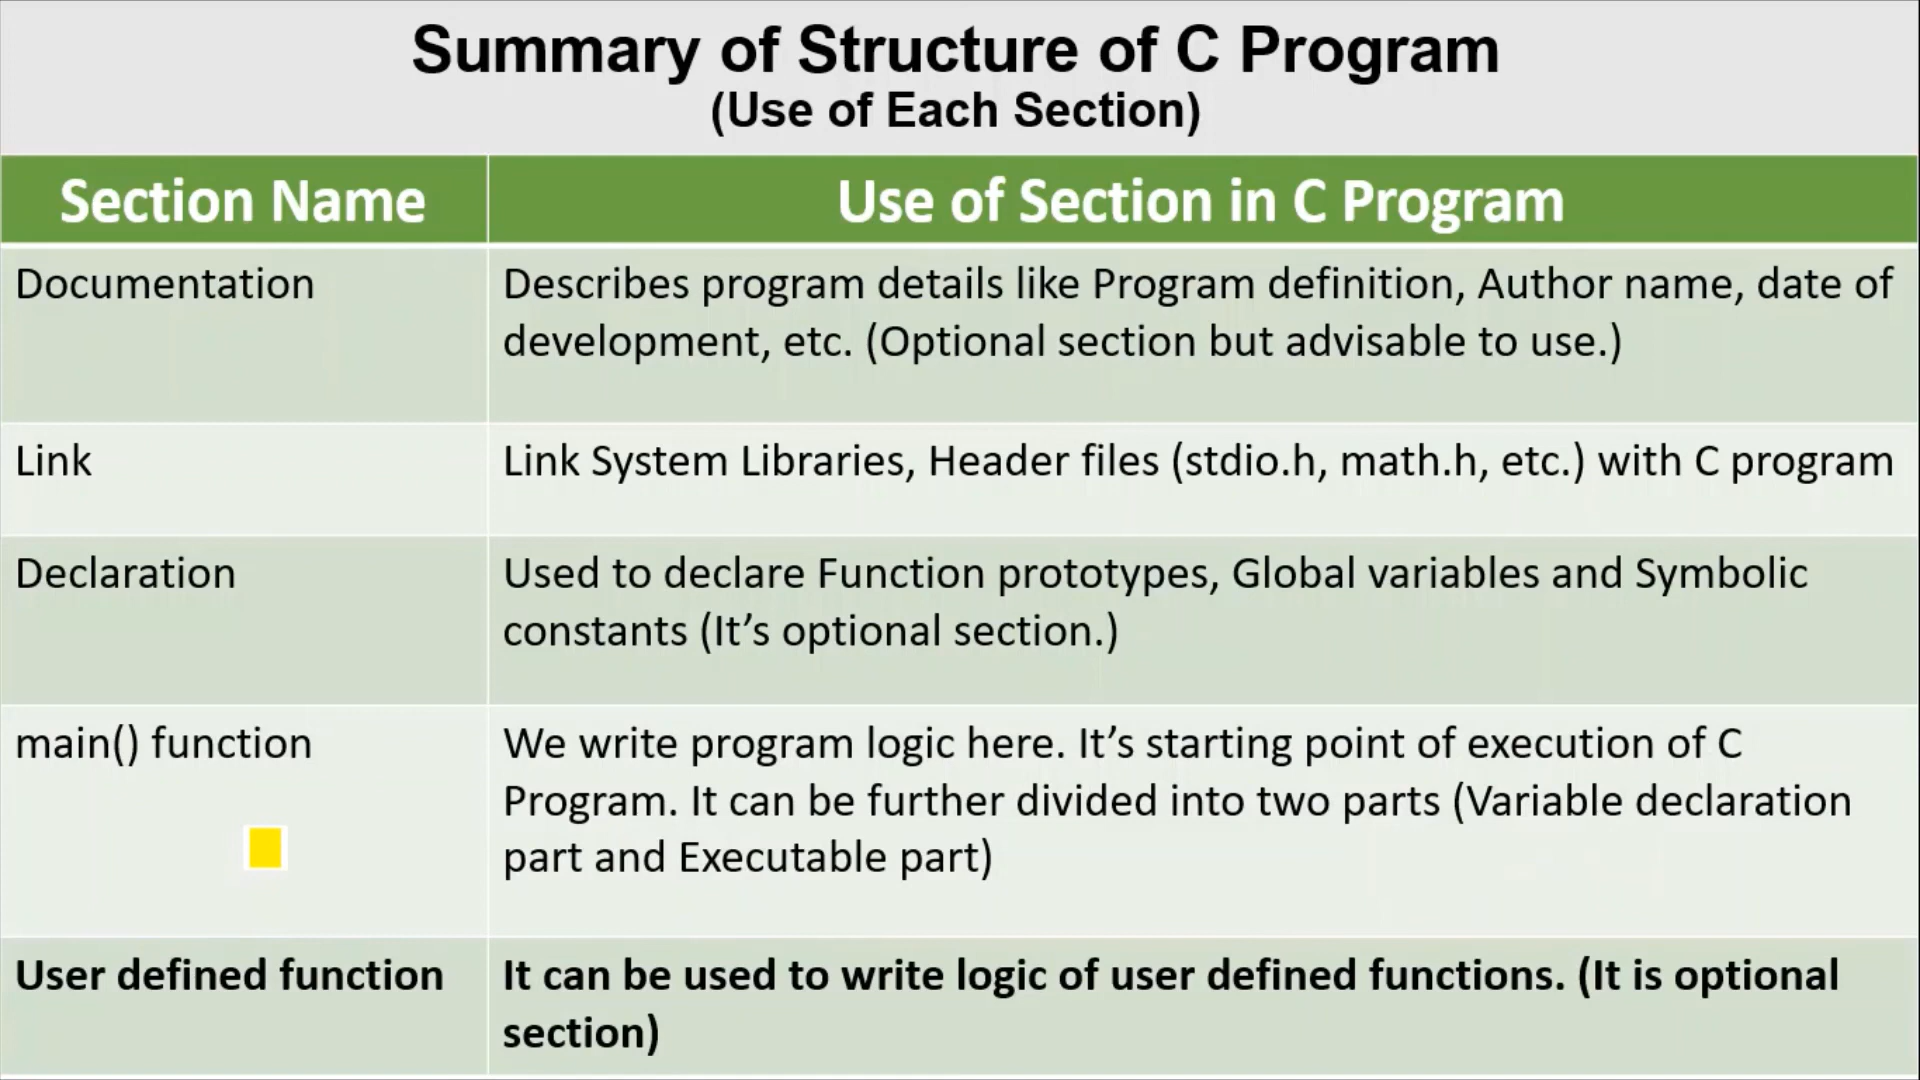 Summary of Structure of C Program
(Use of Each Section)
Section Name
Use of Section in C Program
Documentation
Describes program details like Program definition, Author name, date of
development, etc. (Optional section but advisable to use.)
Link
Link System Libraries, Header files (stdio.h, math.h, etc.) with C program
Declaration
Used to declare Function prototypes, Global variables and Symbolic
constants (It’s optional section.)
main() function
We write program logic here. It’s starting point of execution of C
Program. It can be further divided into two parts (Variable declaration
part and Executable part)
User defined function
It can be used to write logic of user defined functions. (It is optional
section)